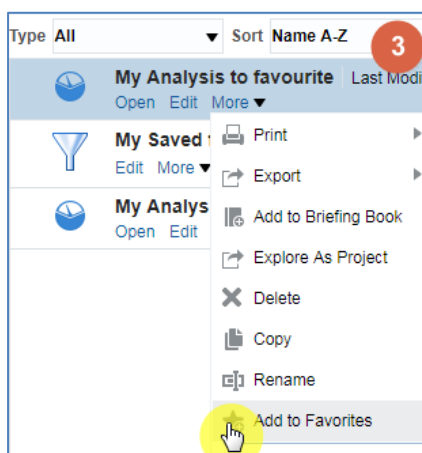 Type All Sort Name A-Z
3
My Analysis to favourite Last Modi
Open Edit More
Print
My Saved
Edit More
Export
My Analys
Add to Briefing Book
Open Edit
Explore As Project
Delete
Copy
Rename
Add to Favorites